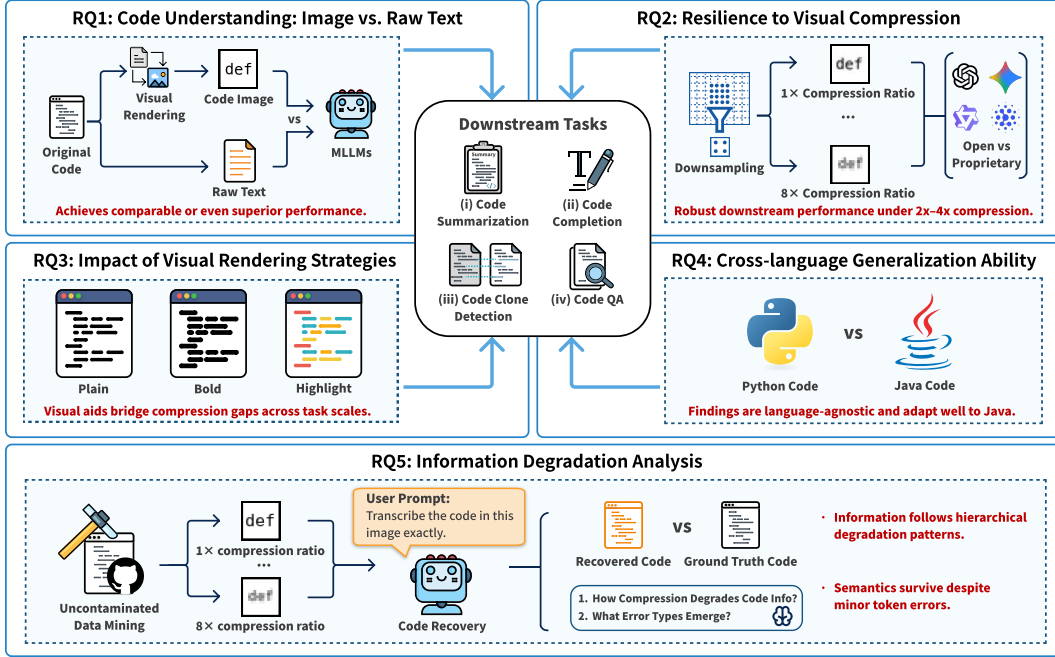 RQ1: Code Understanding: Image vs. Raw Text
Original
Code
Visual
Rendering
def
Code Image
Raw Text
vs
MLLMs
Achieves comparable or even superior performance.
RQ2: Resilience to Visual Compression
Downsampling
def
1× Compression Ratio
...
def
8× Compression Ratio
Open vs
Proprietary
Robust downstream performance under 2x–4x compression.
Downstream Tasks
Summary
(i) Code
Summarization
T
(ii) Code
Completion
(iii) Code Clone
Detection
(iv) Code QA
RQ3: Impact of Visual Rendering Strategies
Plain
Bold
Highlight
Visual aids bridge compression gaps across task scales.
RQ4: Cross-language Generalization Ability
Python Code
VS
Java Code
Findings are language-agnostic and adapt well to Java.
RQ5: Information Degradation Analysis
Uncontaminated
Data Mining
def
1× compression ratio
...
def
8× compression ratio
User Prompt:
Transcribe the code in this
image exactly.
Code Recovery
Recovered Code
VS
Ground Truth Code
1. How Compression Degrades Code Info?
2. What Error Types Emerge?
· Information follows hierarchical
degradation patterns.
· Semantics survive despite
minor token errors.